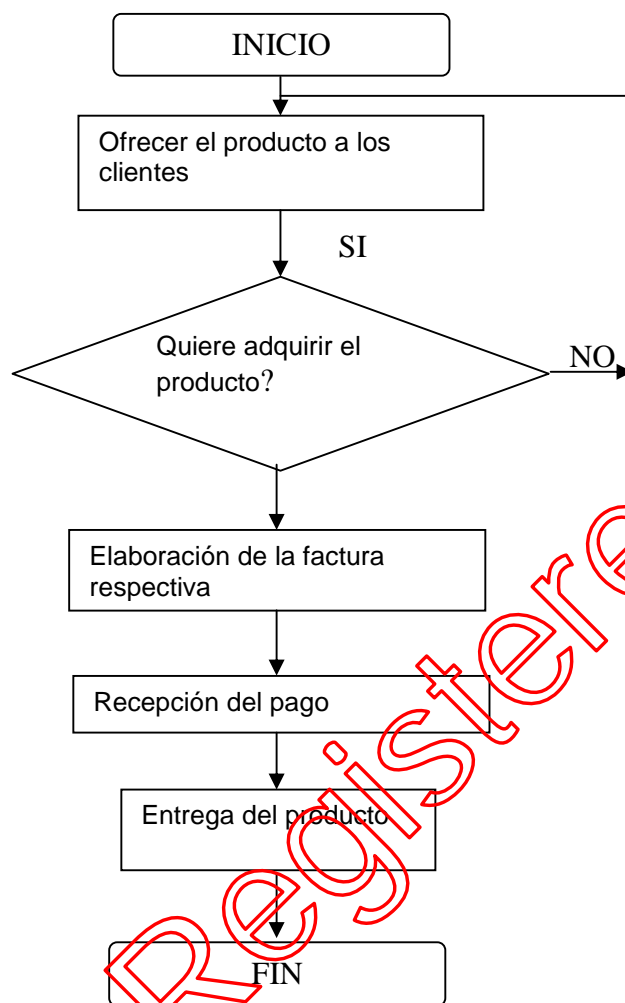 INICIO
Ofrecer el producto a los
clientes
SI
Quiere adquirir el
producto?
NO
Elaboración de la factura
respectiva
Recepción del pago
Entrega del producto
FIN
Registere